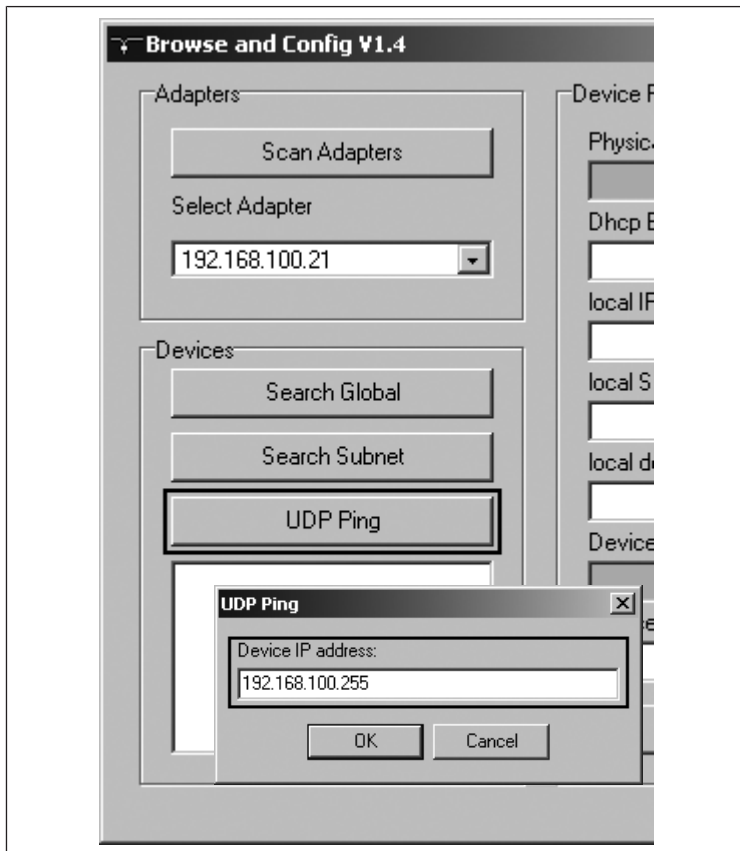 Browse and Config V1.4
Adapters
Scan Adapters
Select Adapter
192.168.100.21
Devices
Search Global
Search Subnet
UDP Ping
Device
Dhcp
local
local
local
Device
UDP Ping
Device IP address:
192.168.100.255
OK
Cancel